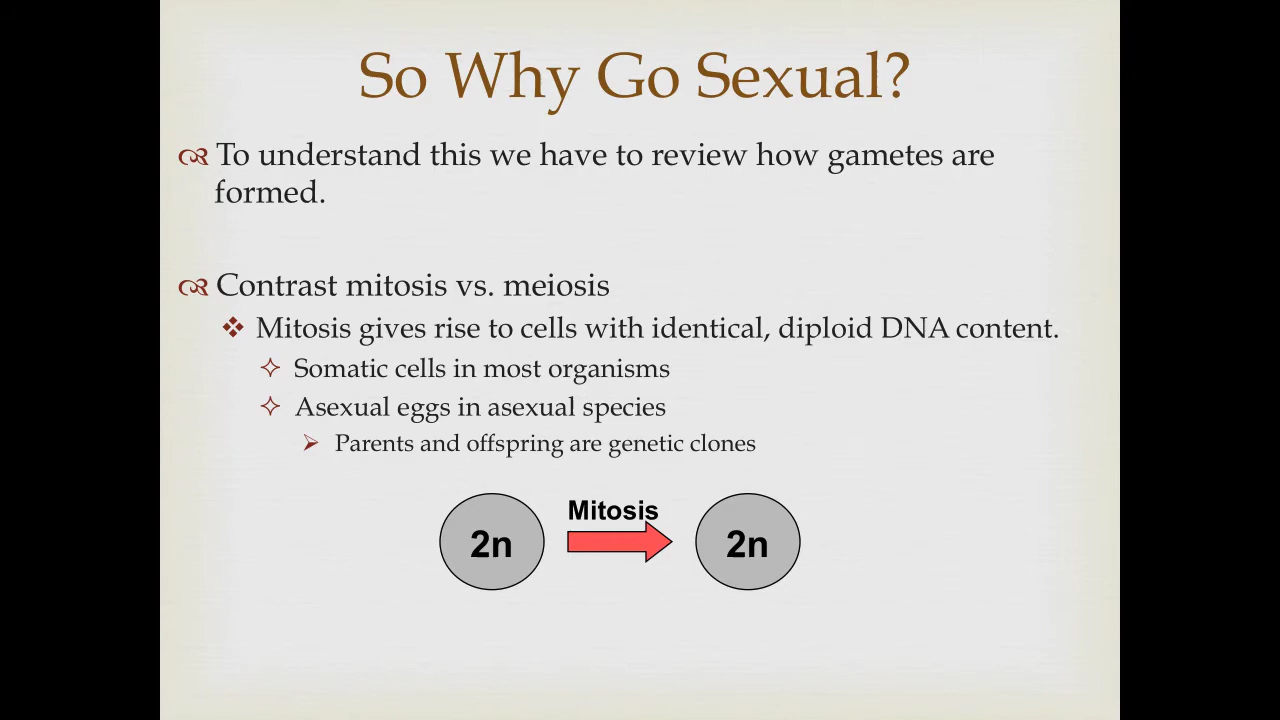 So Why Go Sexual?
To understand this we have to review how gametes are
formed.
Contrast mitosis vs. meiosis
Mitosis gives rise to cells with identical, diploid DNA content.
Somatic cells in most organisms
Asexual eggs in asexual species
Parents and offspring are genetic clones
Mitosis
2n
2n